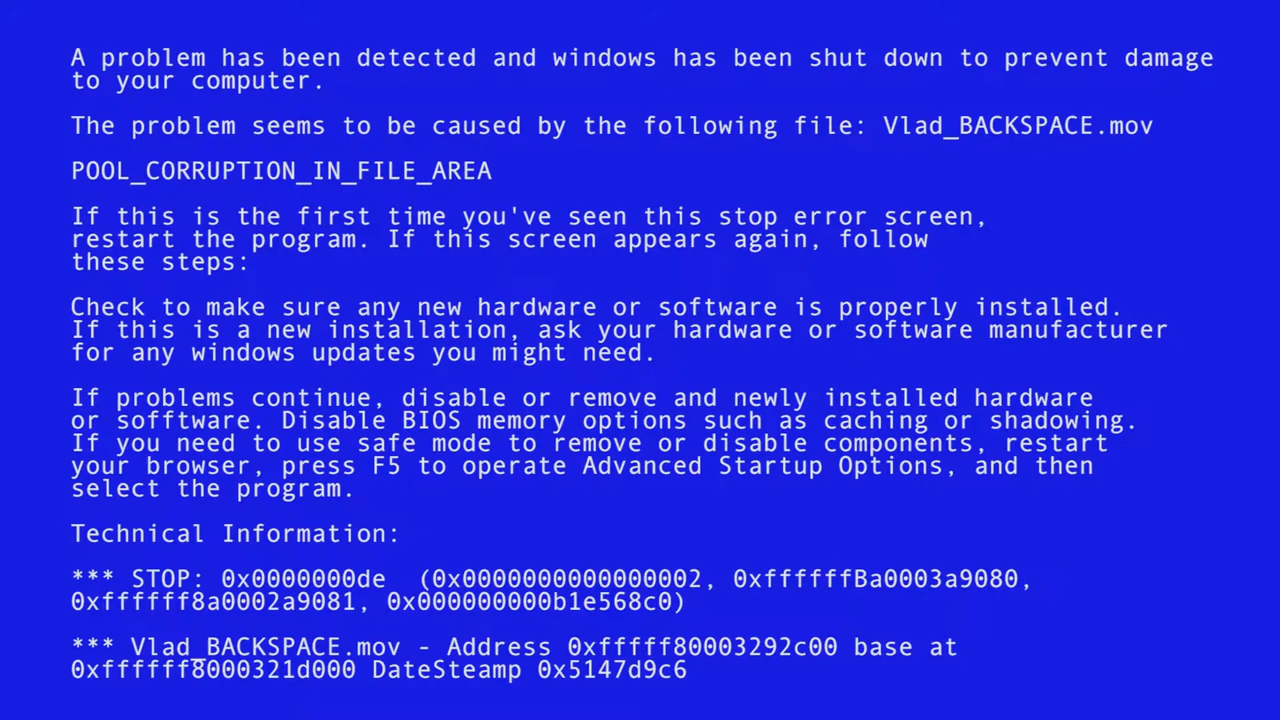 A problem has been detected and windows has been shut down to prevent damage
to your computer.
The problem seems to be caused by the following file: Vlad_BACKSPACE.mov
POOL_CORRUPTION_IN_FILE_AREA
If this is the first time you've seen this stop error screen,
restart the program. If this screen appears again, follow
these steps:
Check to make sure any new hardware or software is properly installed.
If this is a new installation, ask your hardware or software manufacturer
for any windows updates you might need.
If problems continue, disable or remove and newly installed hardware
or sofftware. Disable BIOS memory options such as caching or shadowing.
If you need to use safe mode to remove or disable components, restart
your browser, press F5 to operate Advanced Startup Options, and then
select the program.
Technical Information:
*** STOP: 0x0000000de  (0x0000000000000002, 0xffffffBa0003a9080,
0xffffff8a0002a9081, 0x000000000b1e568c0)
*** Vlad_BACKSPACE.mov - Address 0xfffff80003292c00 base at
0xffffff8000321d000 DateSteamp 0x5147d9c6